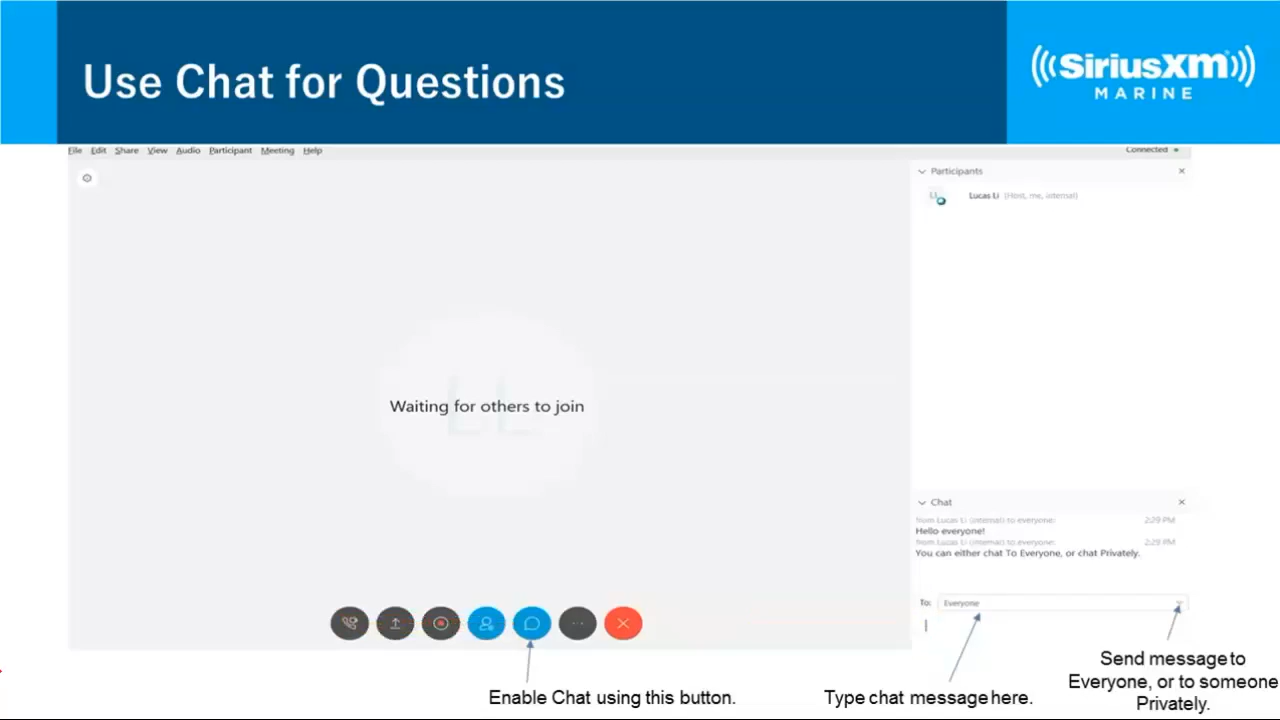 Use Chat for Questions
SiriusXM
MARINE
File Edit Share View Audio Participant Meeting Help
Connected
Participants
LL
Lucas Li (Host, me, internal)
LL
Waiting for others to join
Chat
from Lucas Li (internal) to everyone: 2:29 PM
Hello everyone!
from Lucas Li (internal) to everyone: 2:29 PM
You can either chat To Everyone, or chat Privately.
To: Everyone
Enable Chat using this button.
Type chat message here.
Send message to
Everyone, or to someone
Privately.